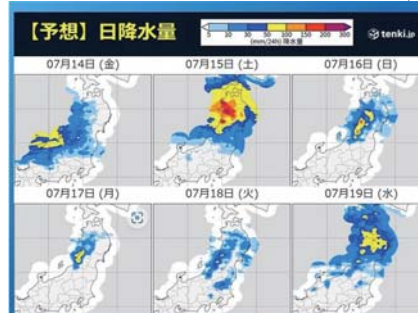 【予想】日降水量
5 10 30 50 100 150 200 300
(mm/24h) 降水量
tenki.jp
07月14日 (金) 07月15日 (土) 07月16日 (日)
07月17日 (月) 07月18日 (火) 07月19日 (水)